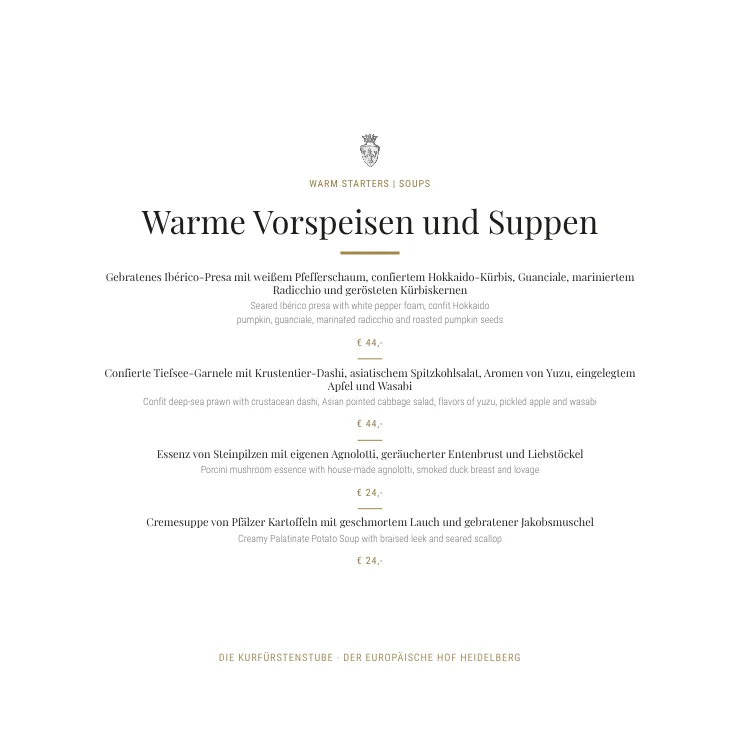 WARM STARTERS | SOUPS
Warme Vorspeisen und Suppen
Gebratenes Ibérico-Presa mit weißem Pfefferschaum, confiertem Hokkaido-Kürbis, Guanciale, mariniertem
Radicchio und gerösteten Kürbiskernen
Seared Ibérico presa with white pepper foam, confit Hokkaido
pumpkin, guanciale, marinated radicchio and roasted pumpkin seeds
€ 44,-
Confierte Tiefsee-Garnele mit Krustentier-Dashi, asiatischem Spitzkohlsalat, Aromen von Yuzu, eingelegtem
Apfel und Wasabi
Confit deep-sea prawn with crustacean dashi, Asian pointed cabbage salad, flavors of yuzu, pickled apple and wasabi
€ 44,-
Essenz von Steinpilzen mit eigenen Agnolotti, geräucherter Entenbrust und Liebstöckel
Porcini mushroom essence with house-made agnolotti, smoked duck breast and lovage
€ 24,-
Cremesuppe von Pfälzer Kartoffeln mit geschmortem Lauch und gebratener Jakobsmuschel
Creamy Palatinate Potato Soup with braised leek and seared scallop
€ 24,-
DIE KURFÜRSTENSTUBE · DER EUROPÄISCHE HOF HEIDELBERG